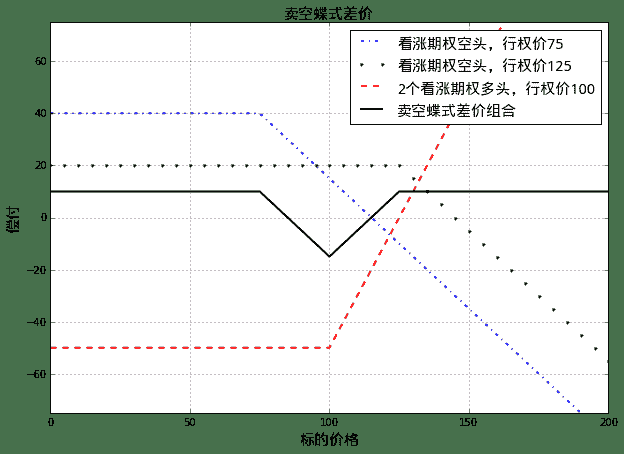 卖空蝶式差价
看涨期权空头，行权价75
看涨期权空头，行权价125
2个看涨期权多头，行权价100
卖空蝶式差价组合
偿付
60
40
20
0
−20
−40
−60
0 50 100 150 200
标的价格